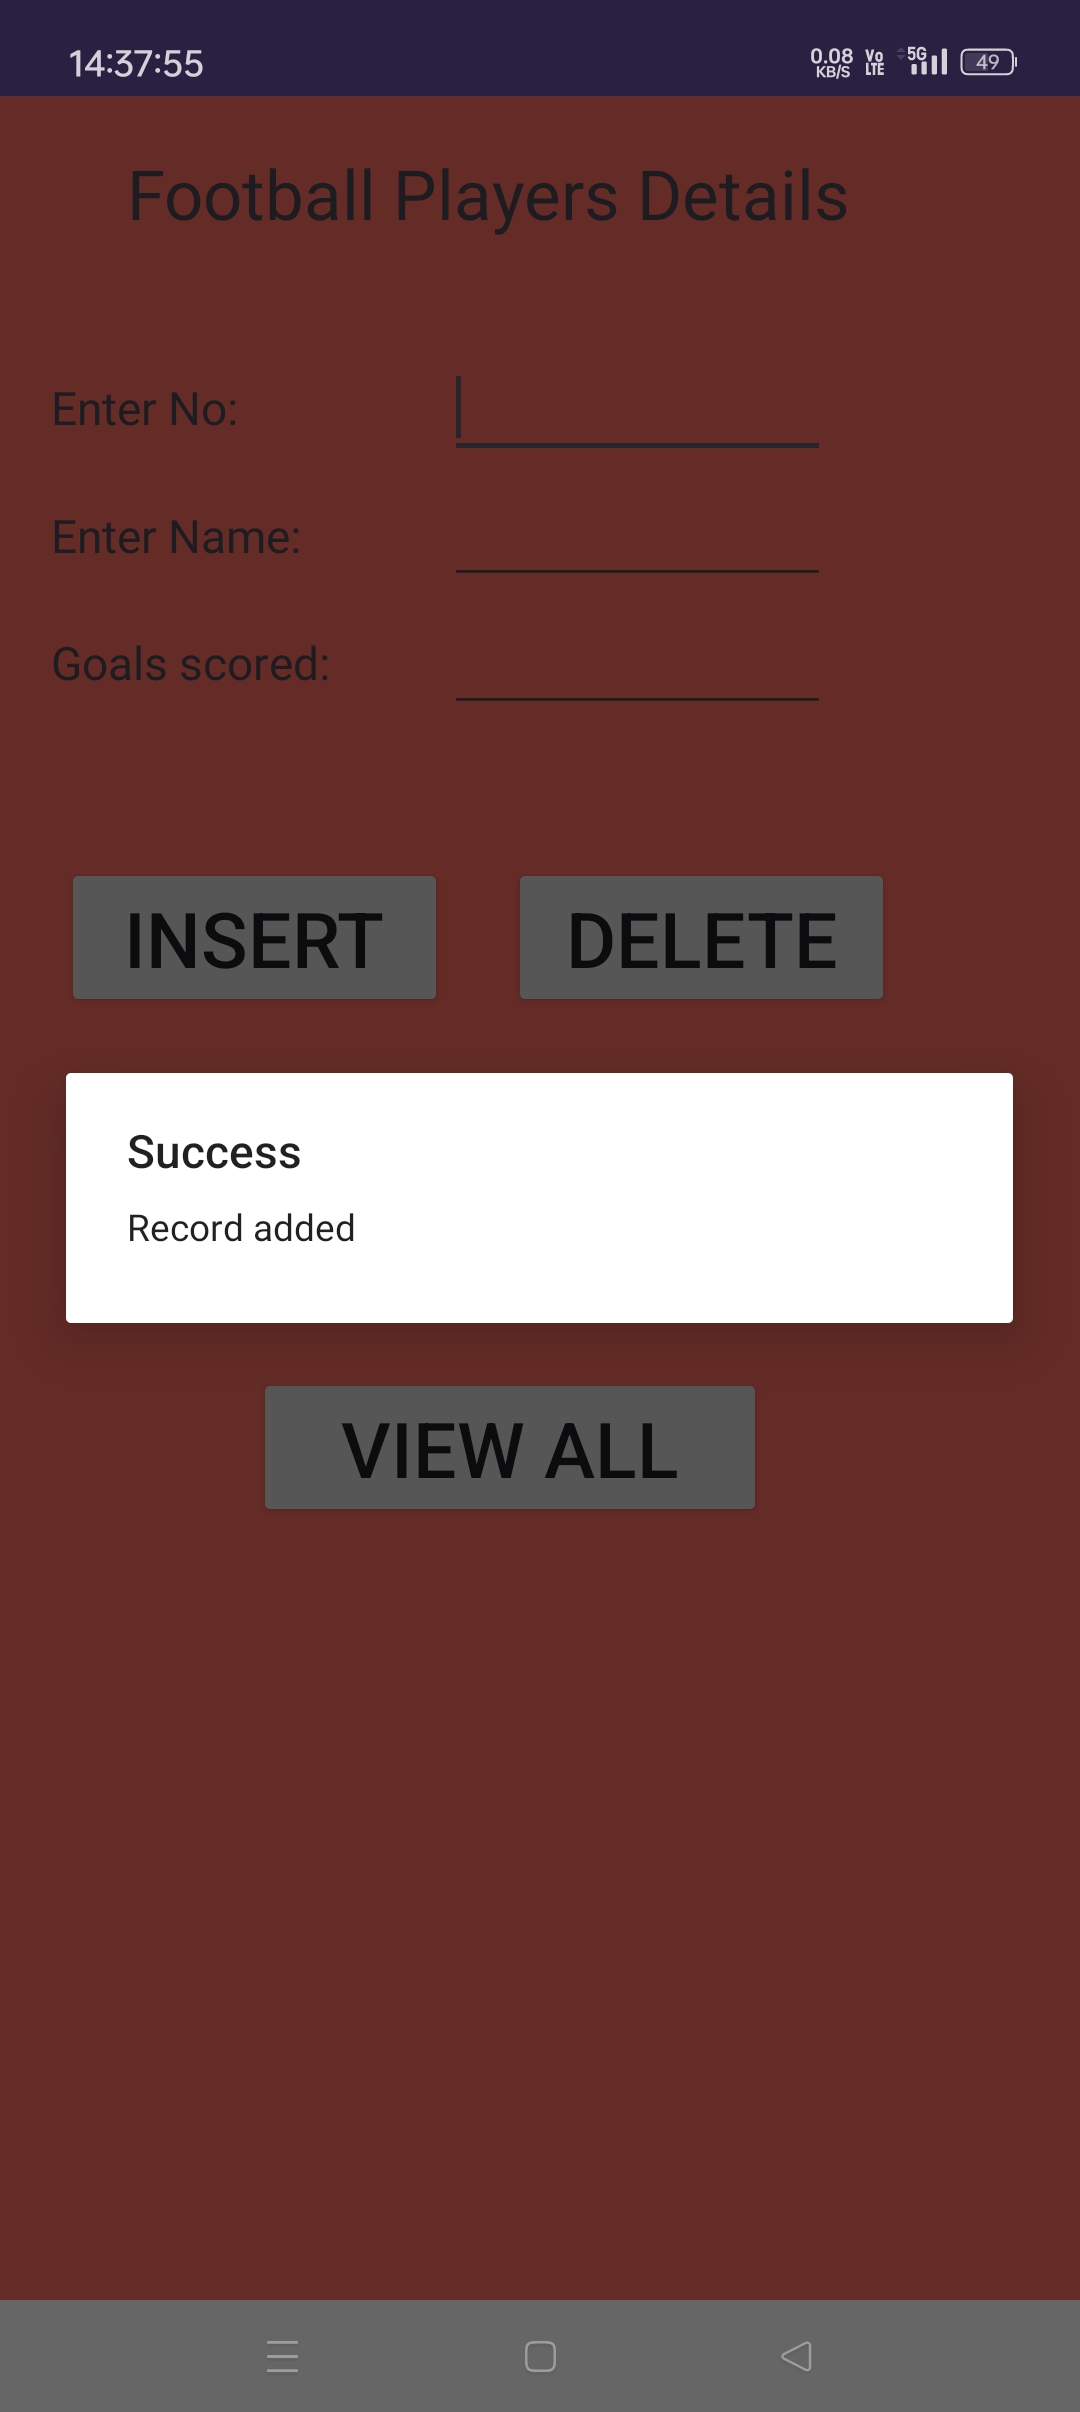 14:37:55 0.08 KB/S Vo LTE 5G 49
Football Players Details
Enter No:
Enter Name:
Goals scored:
INSERT DELETE
Success
Record added
VIEW ALL